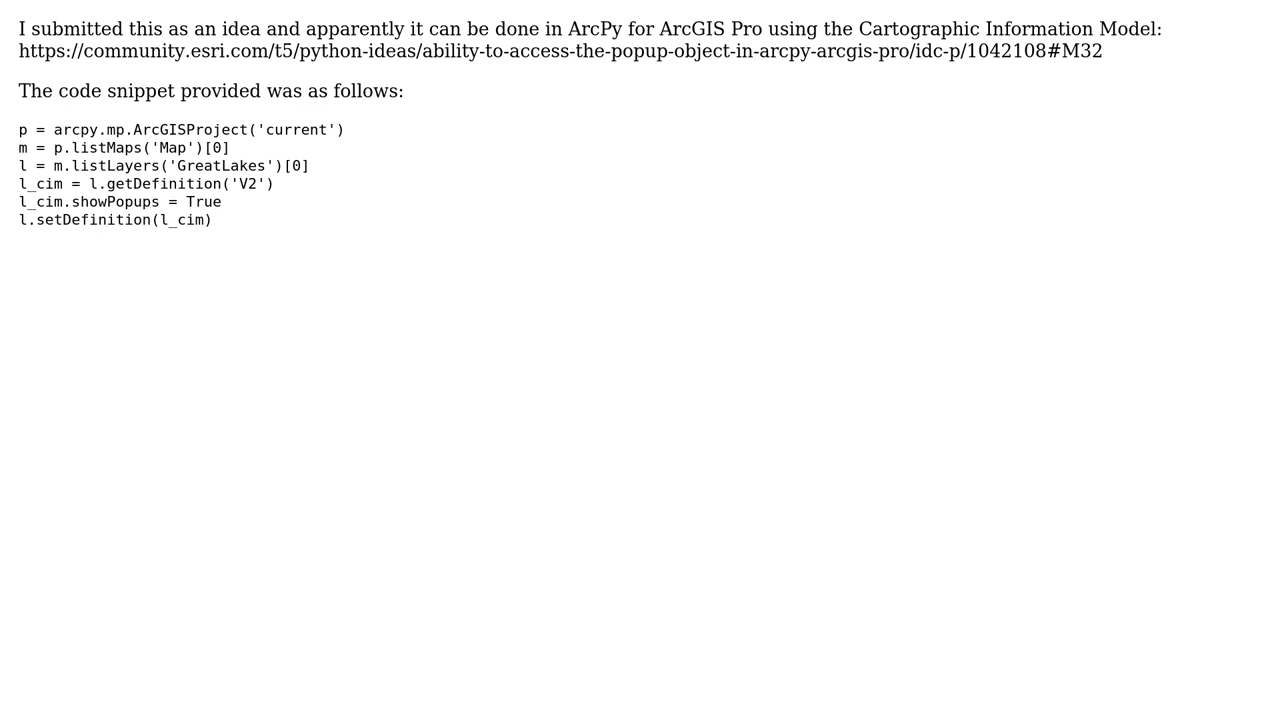 I submitted this as an idea and apparently it can be done in ArcPy for ArcGIS Pro using the Cartographic Information Model:
https://community.esri.com/t5/python-ideas/ability-to-access-the-popup-object-in-arcpy-arcgis-pro/idc-p/1042108#M32
The code snippet provided was as follows:
p = arcpy.mp.ArcGISProject('current')
m = p.listMaps('Map')[0]
l = m.listLayers('GreatLakes')[0]
l_cim = l.getDefinition('V2')
l_cim.showPopups = True
l.setDefinition(l_cim)